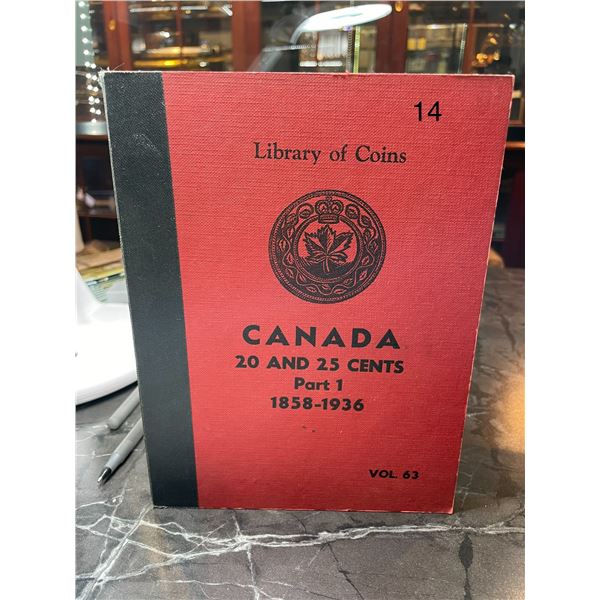 14
Library of Coins
CANADA
20 AND 25 CENTS
Part 1
1858-1936
VOL. 63